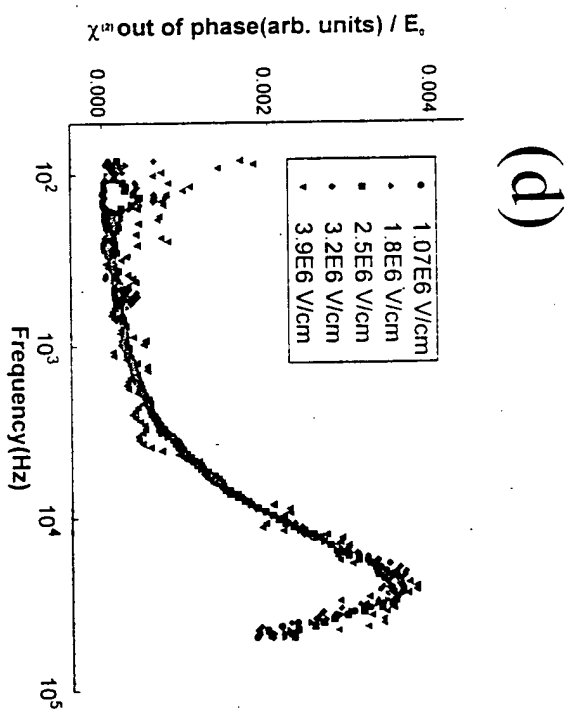 (d)
χ⁽²⁾ out of phase(arb. units) / E₀
0.004
0.002
0.000
• 1.07E6 V/cm
♦ 1.8E6 V/cm
■ 2.5E6 V/cm
♦ 3.2E6 V/cm
▲ 3.9E6 V/cm
10² 10³ 10⁴ 10⁵
Frequency(Hz)